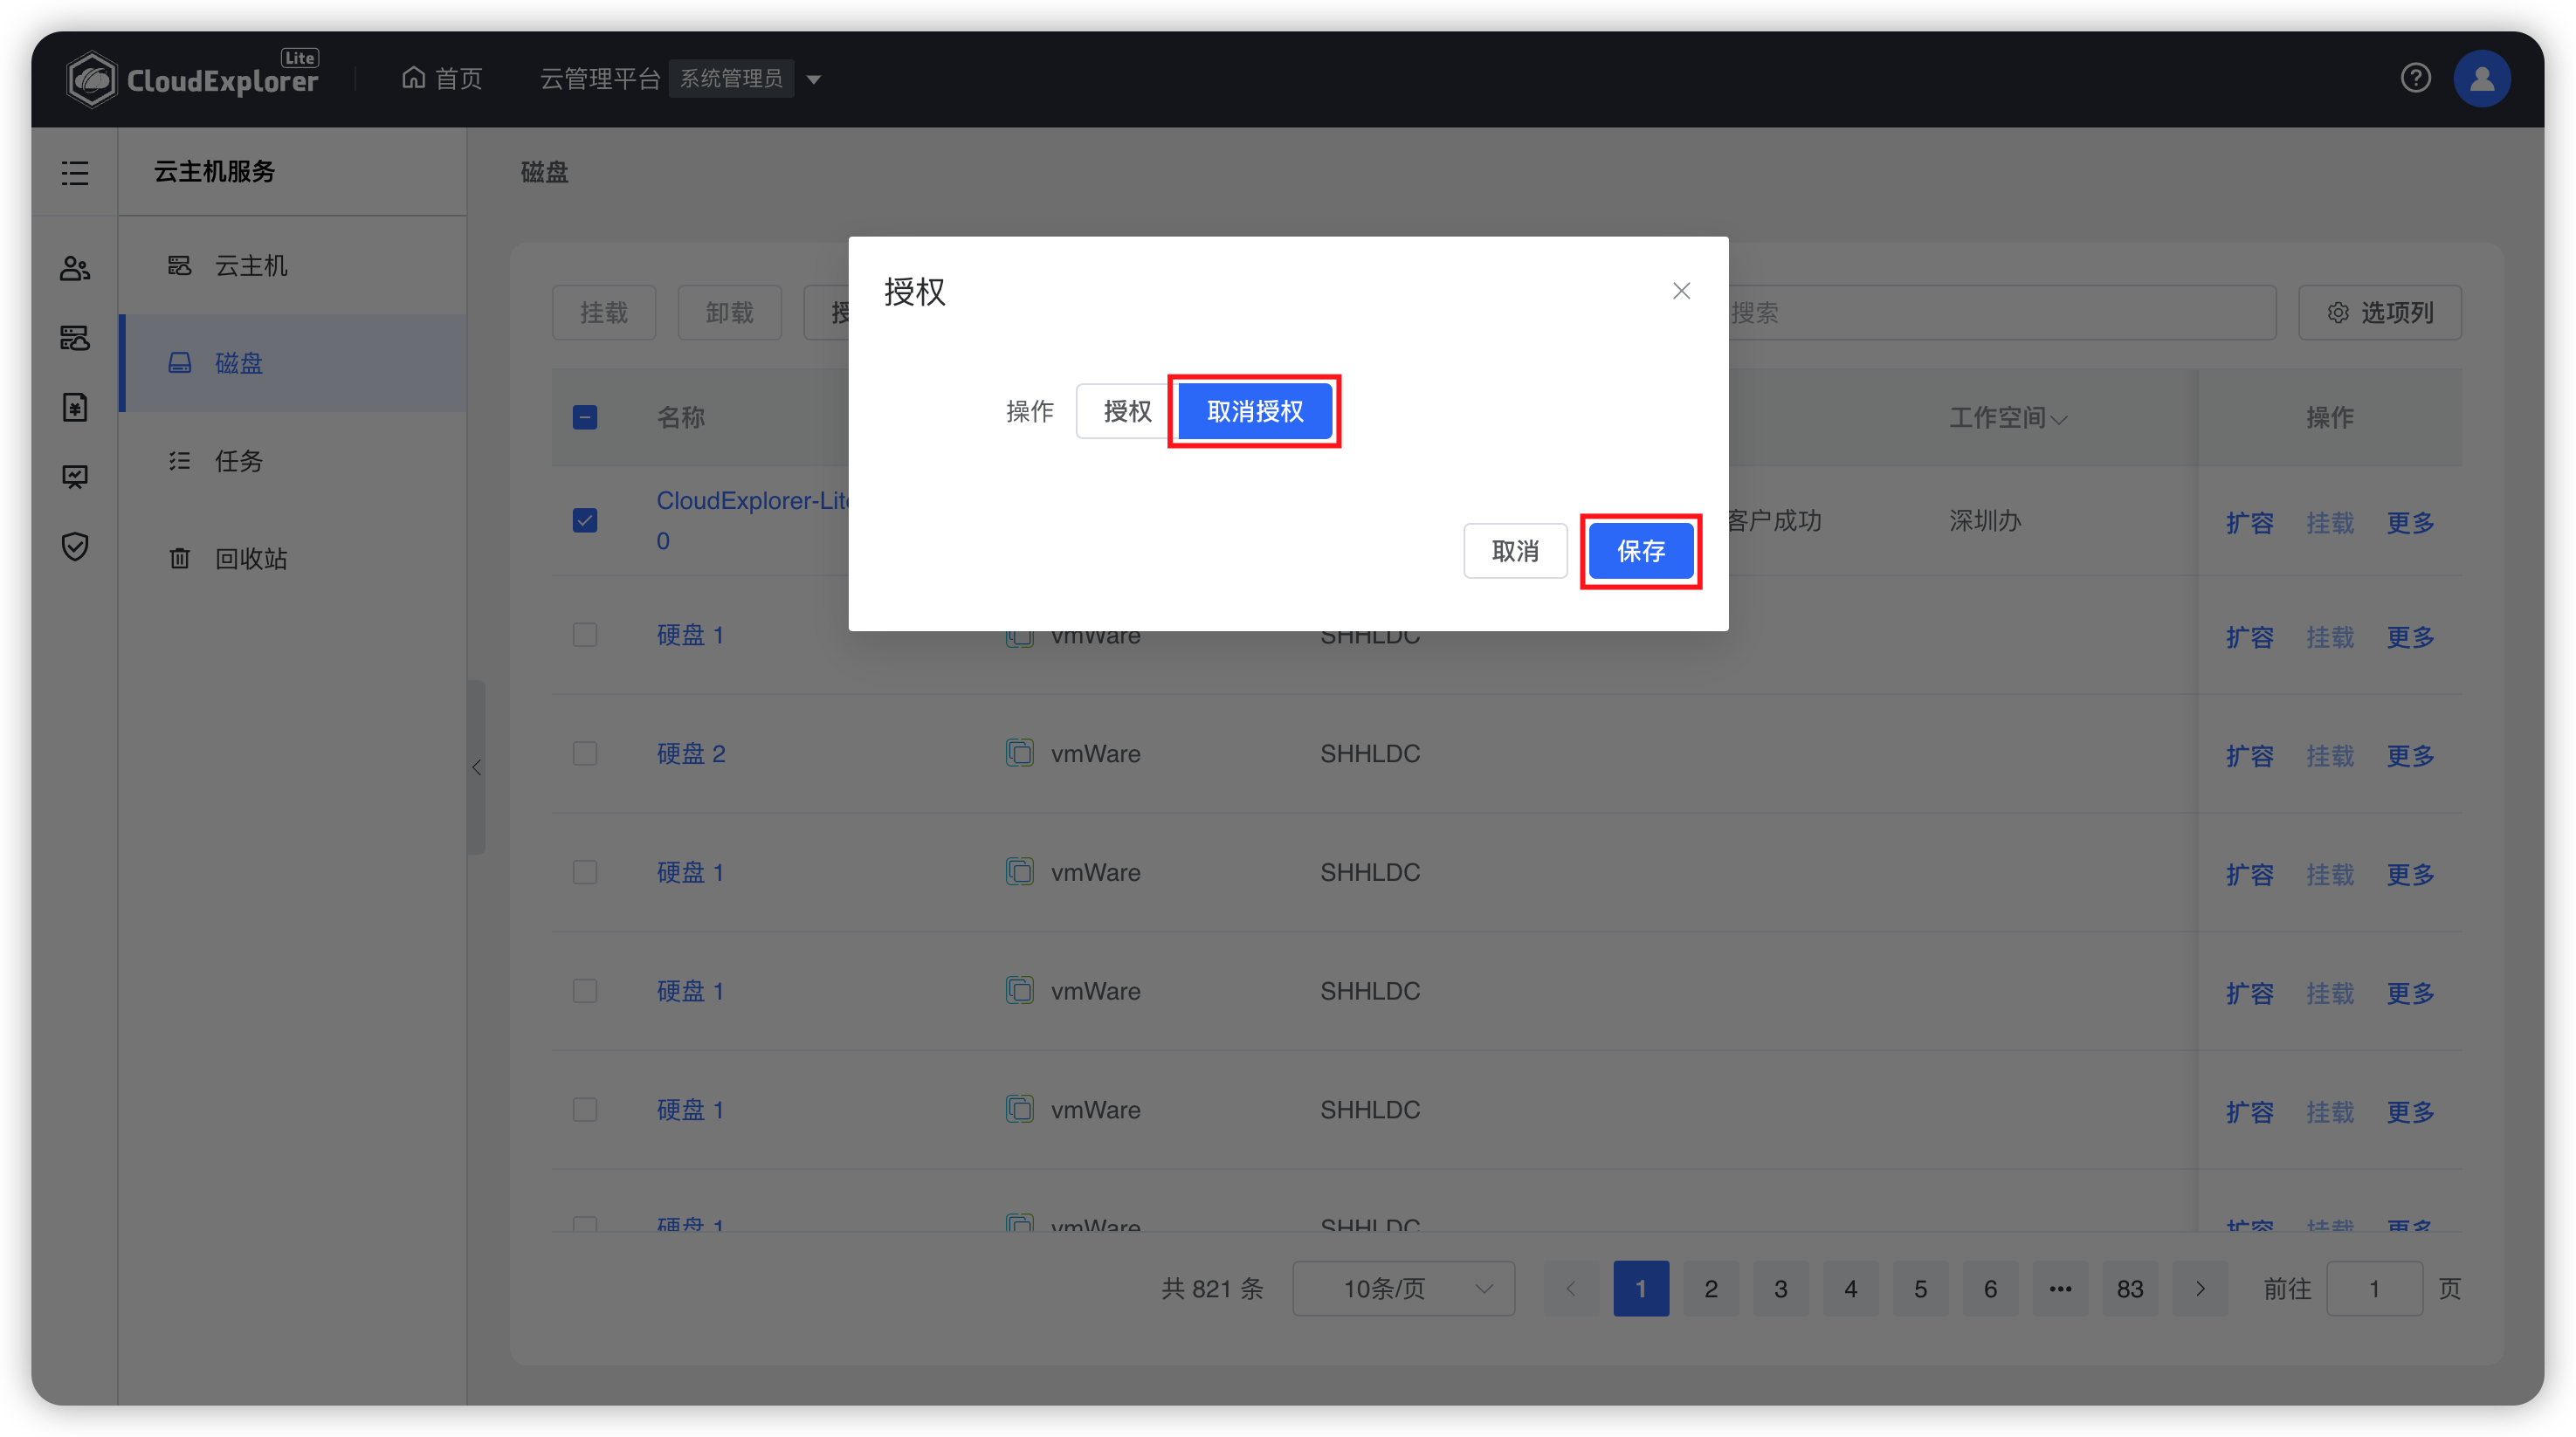 CloudExplorer Lite
首页
云管理平台 系统管理员
云主机服务
云主机
磁盘
任务
回收站
磁盘
挂载 卸载 授
搜索
选项列
名称 工作空间 操作
CloudExplorer-Lite
0
客户成功 深圳办 扩容 挂载 更多
授权
操作 授权 取消授权
取消 保存
硬盘 1 vmWare SHHLDC 扩容 挂载 更多
硬盘 2 vmWare SHHLDC 扩容 挂载 更多
硬盘 1 vmWare SHHLDC 扩容 挂载 更多
硬盘 1 vmWare SHHLDC 扩容 挂载 更多
硬盘 1 vmWare SHHLDC 扩容 挂载 更多
硬盘 1 vmWare SHHLDC 扩容 挂载 更多
共 821 条 10条/页 1 2 3 4 5 6 ••• 83 前往 1 页